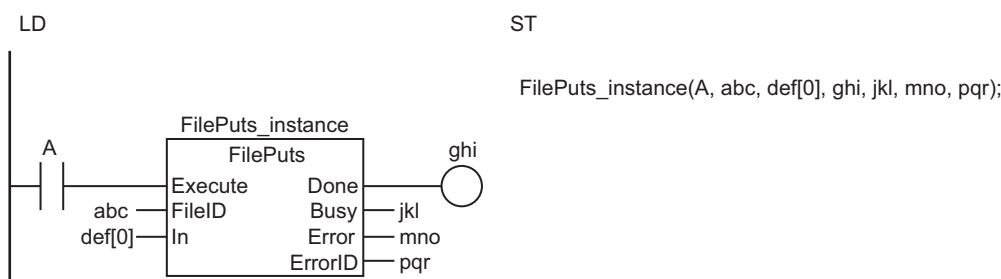 LD
ST
FilePuts_instance(A, abc, def[0], ghi, jkl, mno, pqr);
FilePuts_instance
A
FilePuts
ghi
Execute
Done
abc
FileID
Busy
jkl
def[0]
In
Error
mno
ErrorID
pqr